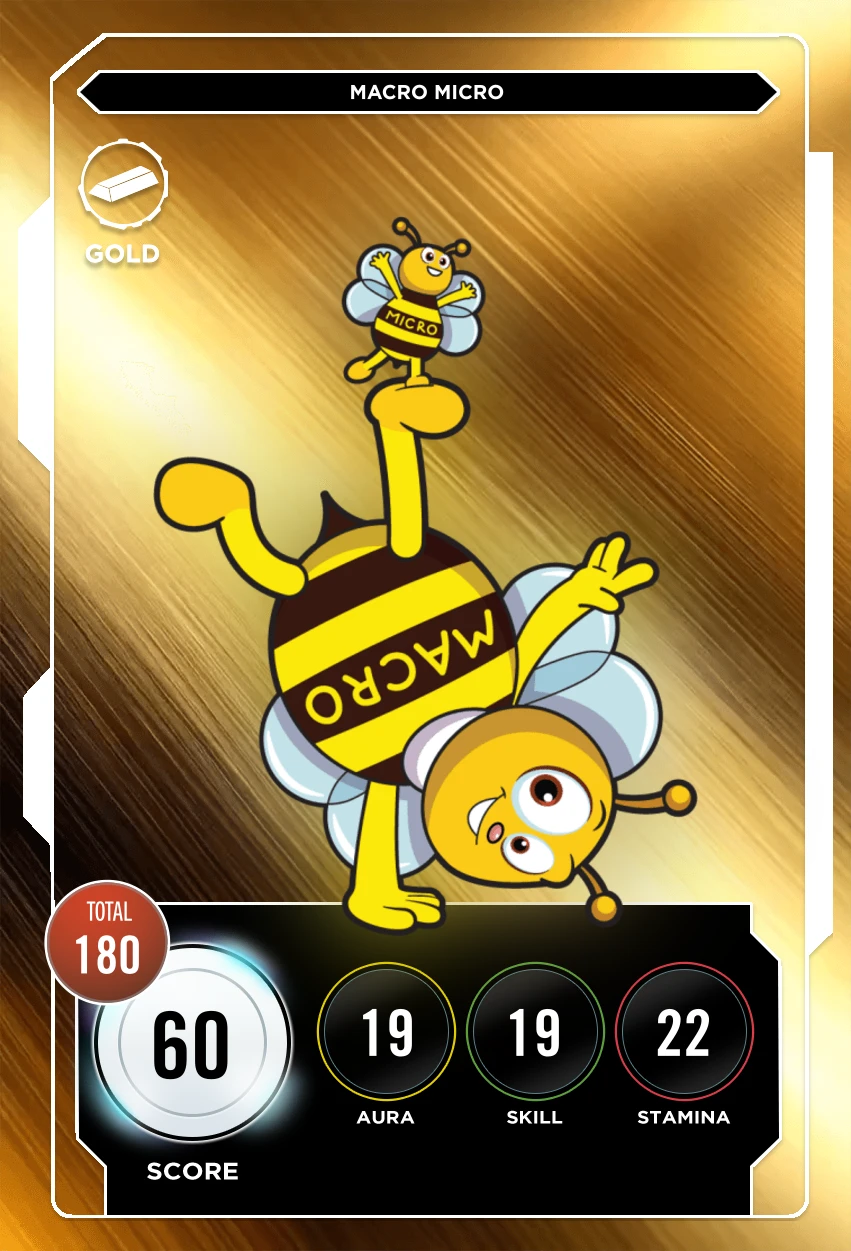 MACRO MICRO
GOLD
MICRO
MACRO
TOTAL
180
60
19
19
22
AURA
SKILL
STAMINA
SCORE